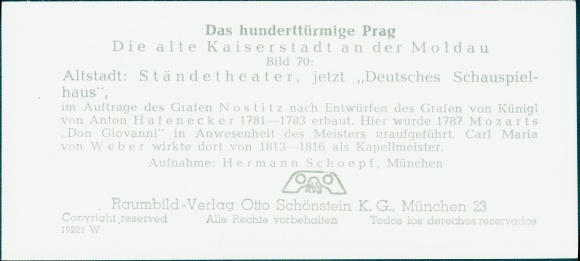 Das hunderttürmige Prag
Die alte Kaiserstadt an der Moldau
Bild 70:
Altstadt: Ständetheater, jetzt „Deutsches Schauspiel-
haus",
im Auftrage des Grafen Nostitz nach Entwürfen des Grafen von Künigl
von Anton Hafenecker 1781—1783 erbaut. Hier wurde 1787 Mozarts
„Don Giovanni" in Anwesenheit des Meisters uraufgeführt. Carl Maria
von Weber wirkte dort von 1813—1816 als Kapellmeister.
Aufnahme: Hermann Schoepf, München
Raumbild-Verlag Otto Schönstein K. G., München 23
Copyright reserved Alle Rechte vorbehalten Todos los derechos reservados
19221 W